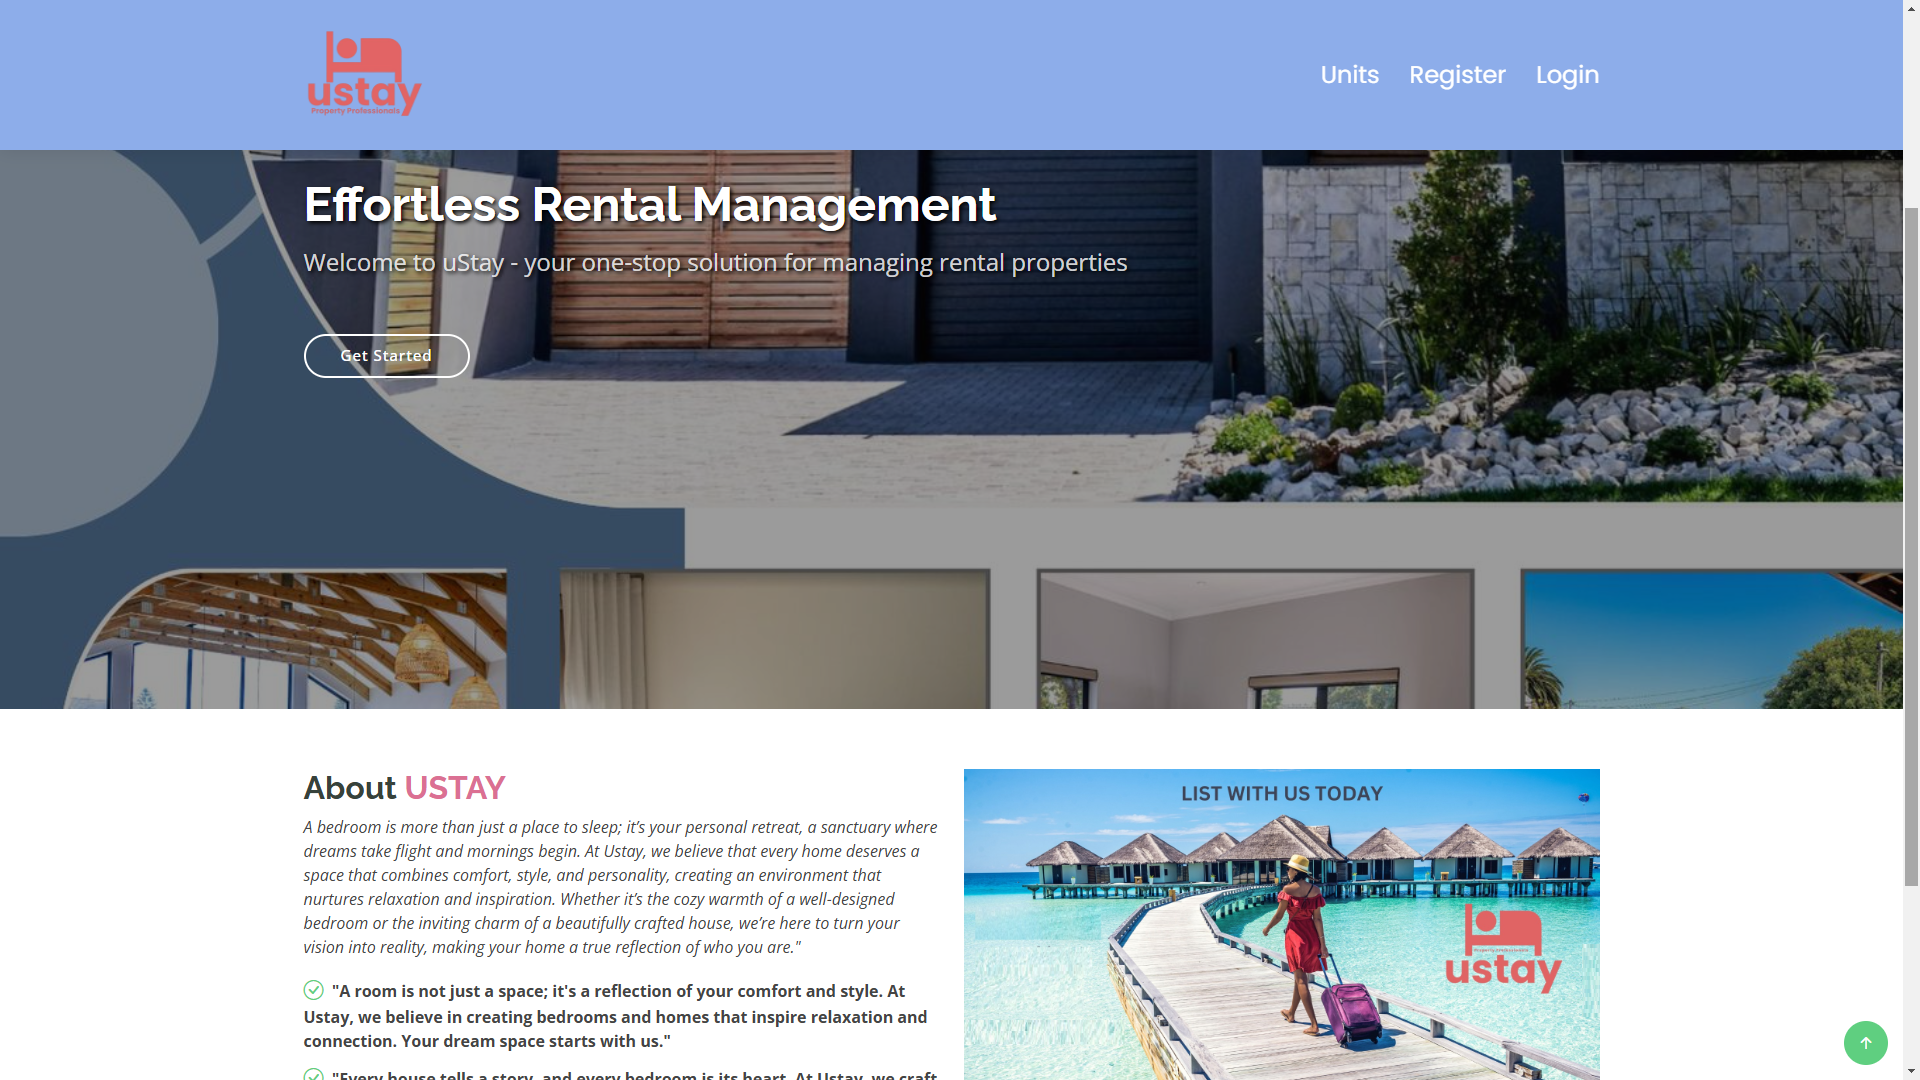 ustay
Property Professionals
Units Register Login
Effortless Rental Management
Welcome to uStay - your one-stop solution for managing rental properties
Get Started
About USTAY
A bedroom is more than just a place to sleep; it’s your personal retreat, a sanctuary where
dreams take flight and mornings begin. At Ustay, we believe that every home deserves a
space that combines comfort, style, and personality, creating an environment that
nurtures relaxation and inspiration. Whether it’s the cozy warmth of a well-designed
bedroom or the inviting charm of a beautifully crafted house, we’re here to turn your
vision into reality, making your home a true reflection of who you are."
"A room is not just a space; it's a reflection of your comfort and style. At
Ustay, we believe in creating bedrooms and homes that inspire relaxation and
connection. Your dream space starts with us."
"Every house tells a story, and every bedroom is its heart. At Ustay, we craft
LIST WITH US TODAY
ustay